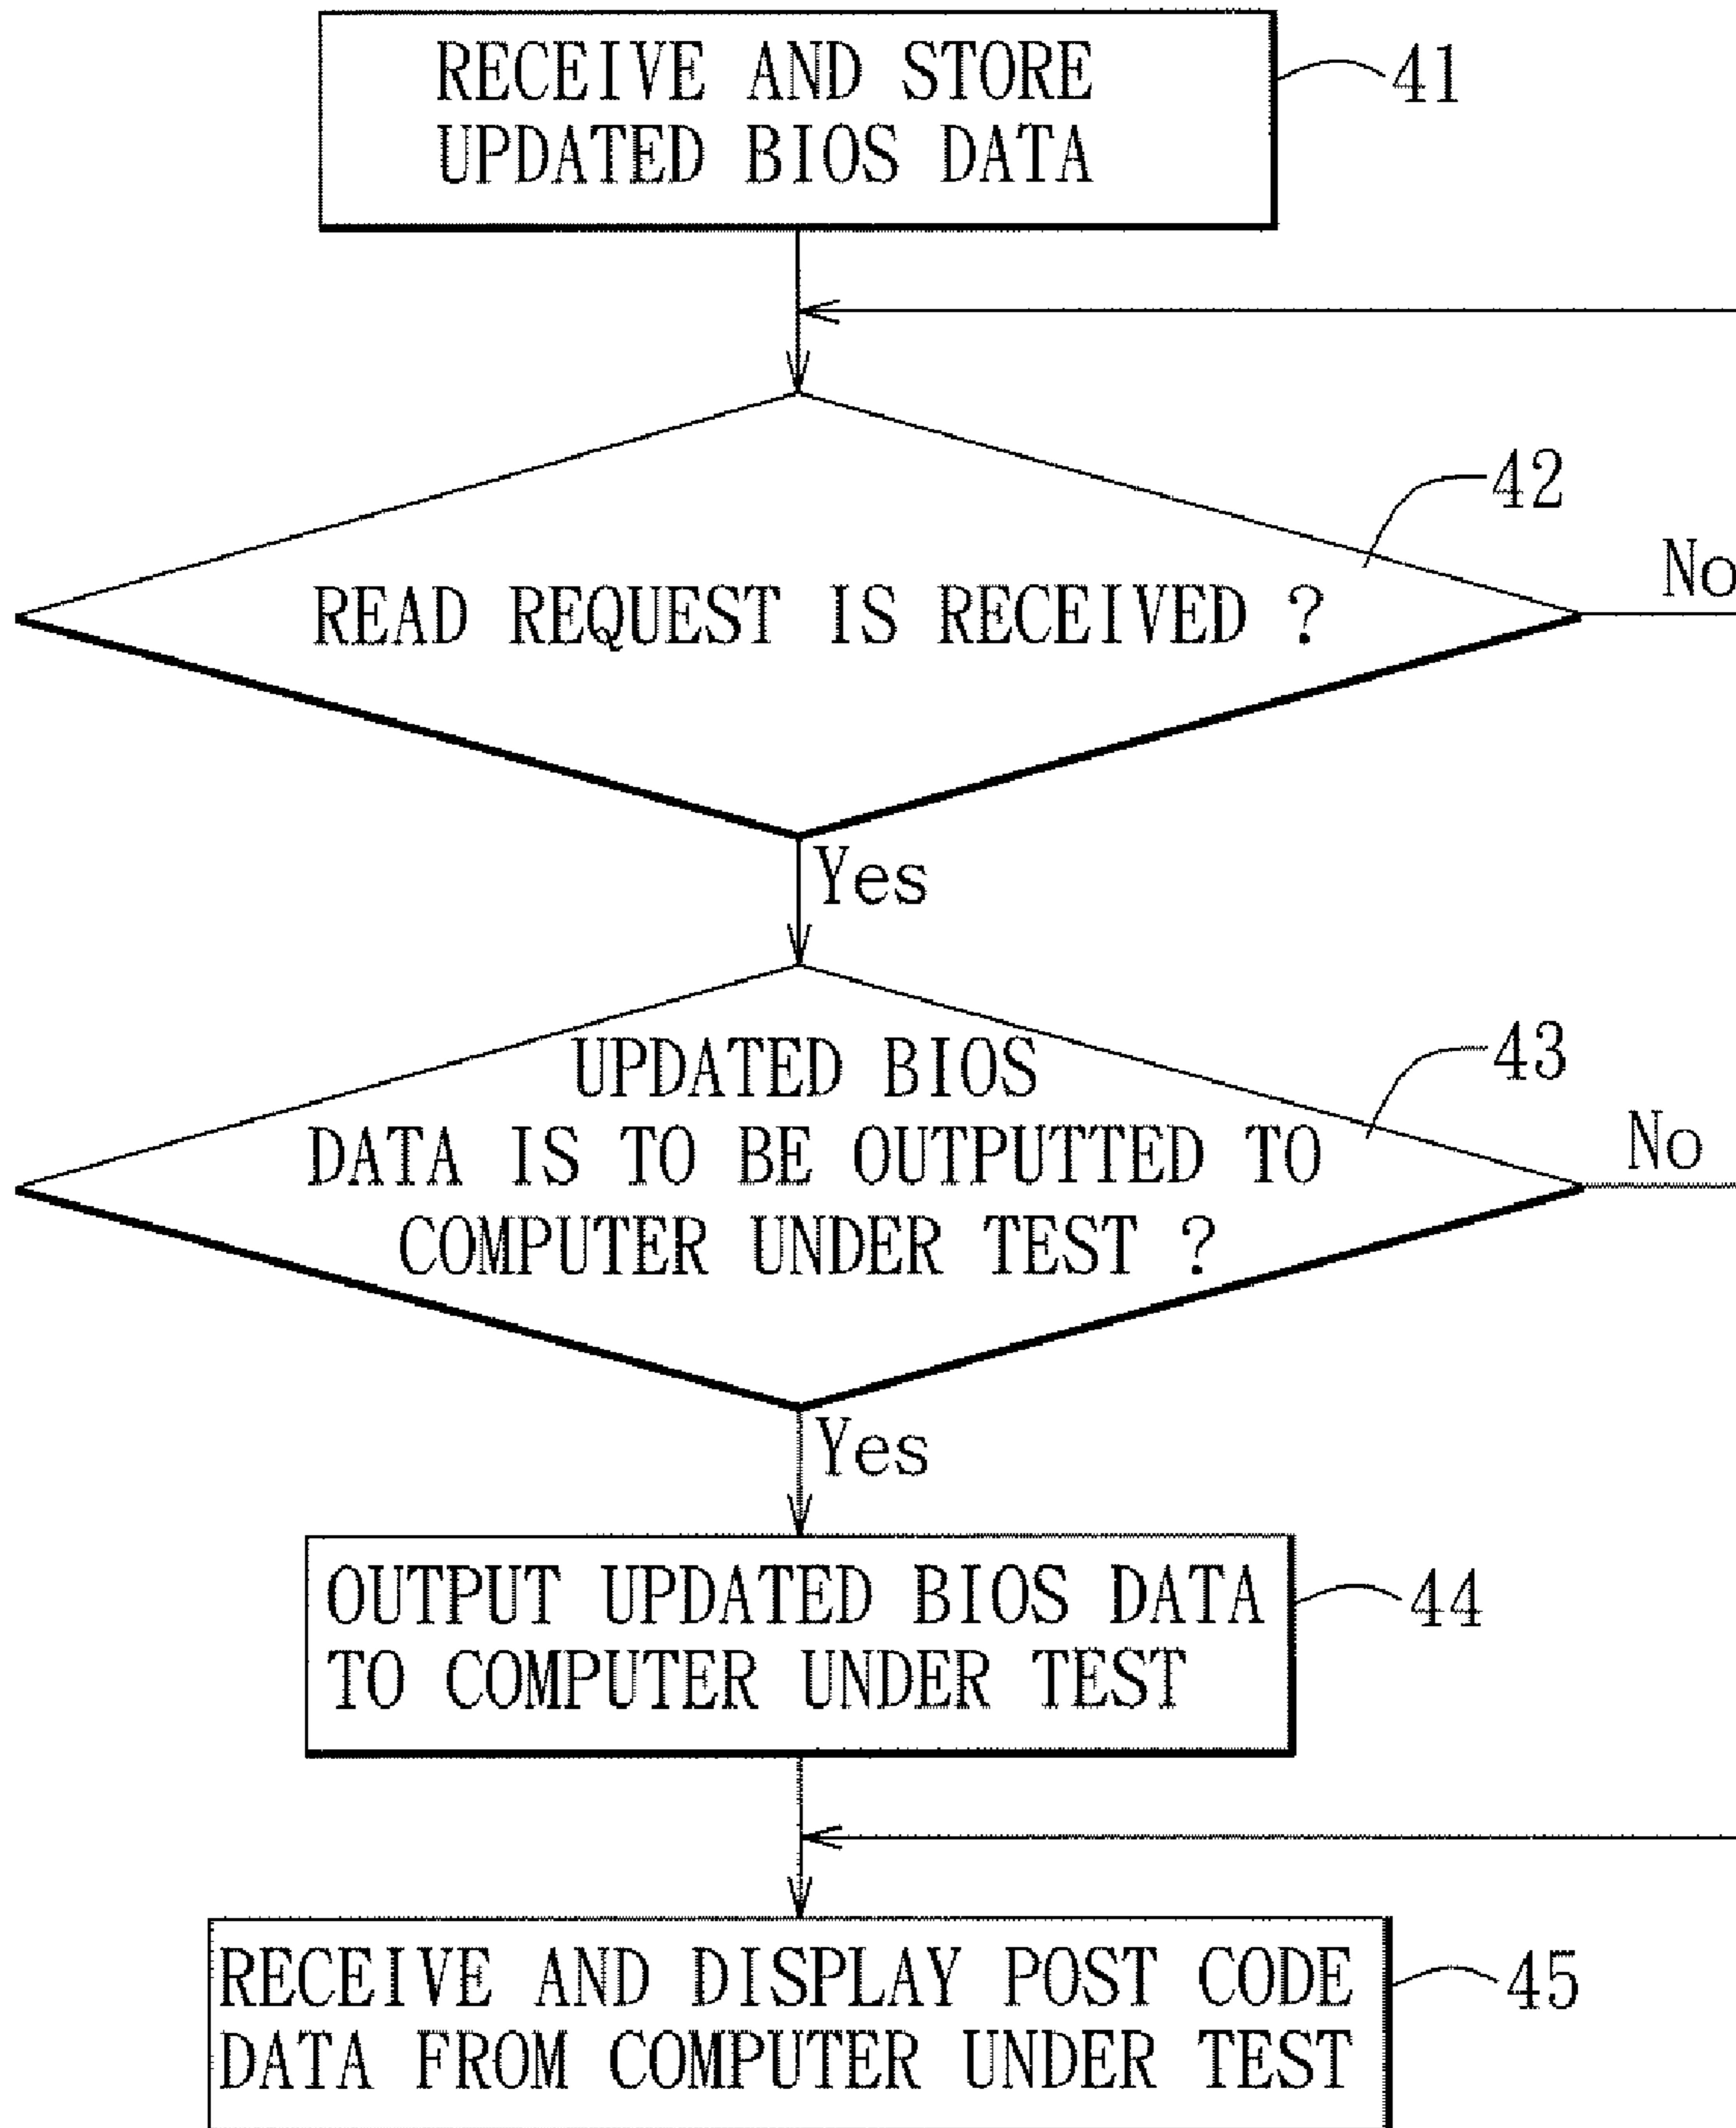 RECEIVE AND STORE
UPDATED BIOS DATA
41
42
No
READ REQUEST IS RECEIVED ?
Yes
UPDATED BIOS
43
No
DATA IS TO BE OUTPUTTED TO
COMPUTER UNDER TEST ?
Yes
OUTPUT UPDATED BIOS DATA
44
TO COMPUTER UNDER TEST
RECEIVE AND DISPLAY POST CODE
45
DATA FROM COMPUTER UNDER TEST